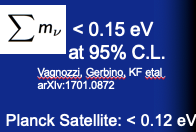 ∑ mν < 0.15 eV
at 95% C.L.
Vagnozzi, Gerbino, KF etal
arXiv:1701.0872
Planck Satellite: < 0.12 eV